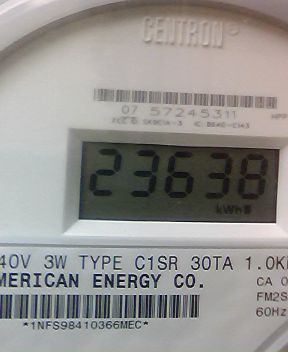 CENTRON®
07 57245311
23638
kWh
40V 3W TYPE C1SR 30TA 1.0K
MERICAN ENERGY CO.
CA 0
FM2S
60Hz
*1NFS98410366MEC*